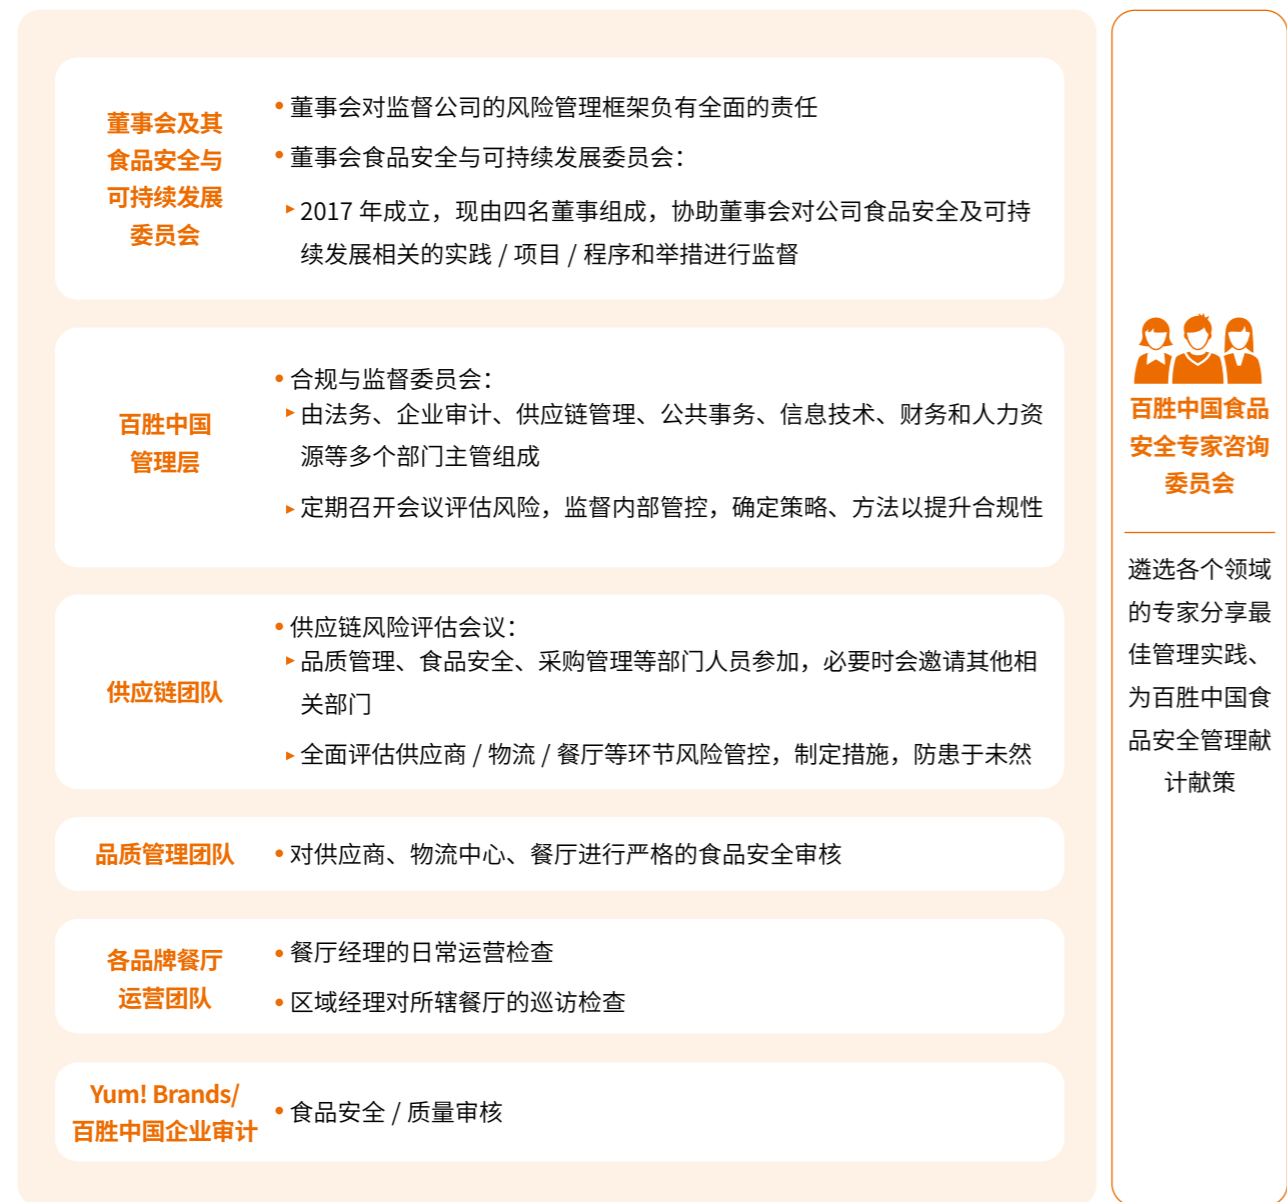 董事会及其
食品安全与
可持续发展
委员会
• 董事会对监督公司的风险管理框架负有全面的责任
• 董事会食品安全与可持续发展委员会：
▸ 2017 年成立，现由四名董事组成，协助董事会对公司食品安全及可持
续发展相关的实践 / 项目 / 程序和举措进行监督
百胜中国
管理层
• 合规与监督委员会：
▸ 由法务、企业审计、供应链管理、公共事务、信息技术、财务和人力资
源等多个部门主管组成
▸ 定期召开会议评估风险，监督内部管控，确定策略、方法以提升合规性
供应链团队
• 供应链风险评估会议：
▸ 品质管理、食品安全、采购管理等部门人员参加，必要时会邀请其他相
关部门
▸ 全面评估供应商 / 物流 / 餐厅等环节风险管控，制定措施，防患于未然
品质管理团队
• 对供应商、物流中心、餐厅进行严格的食品安全审核
各品牌餐厅
运营团队
• 餐厅经理的日常运营检查
• 区域经理对所辖餐厅的巡访检查
Yum! Brands/
百胜中国企业审计
• 食品安全 / 质量审核
百胜中国食品
安全专家咨询
委员会
遴选各个领域
的专家分享最
佳管理实践、
为百胜中国食
品安全管理献
计献策